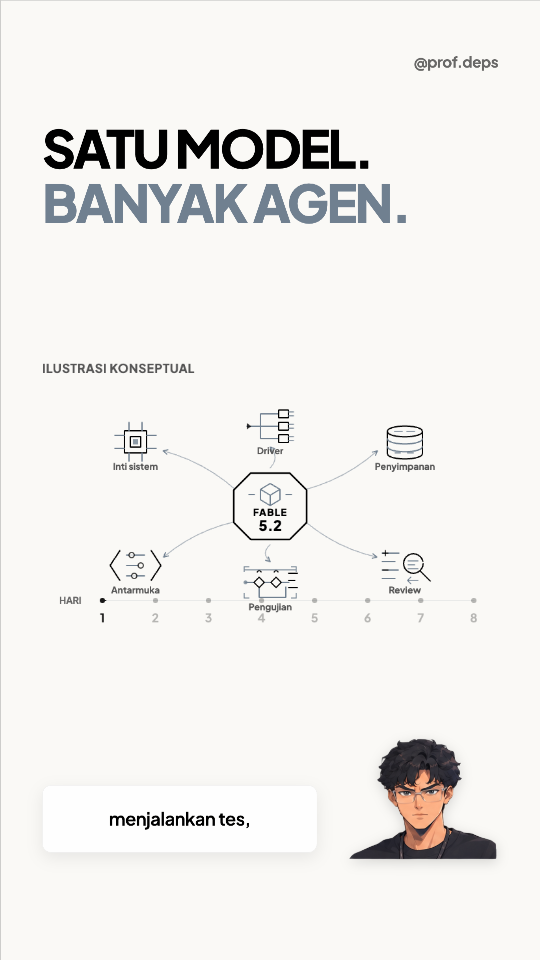 @prof.deps
SATU MODEL.
BANYAK AGEN.
ILUSTRASI KONSEPTUAL
Driver
Inti sistem
Penyimpanan
FABLE
5.2
Antarmuka
Review
Pengujian
HARI
1 2 3 4 5 6 7 8
menjalankan tes,